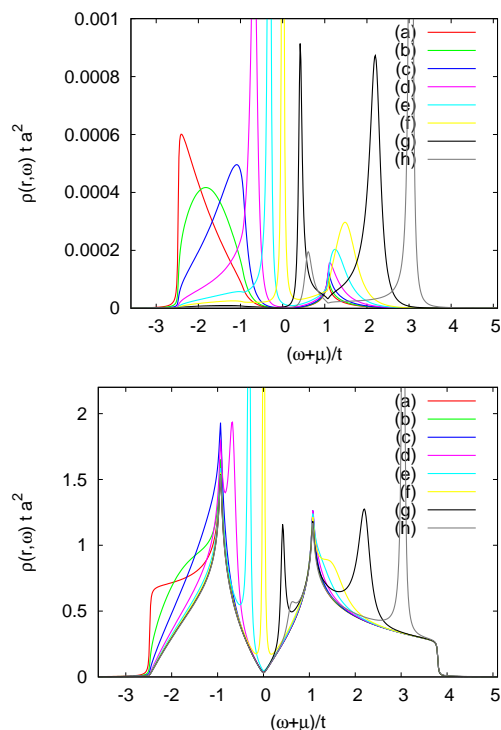 0.001
0.0008
0.0006
0.0004
0.0002
0
ρ(r,ω) t a²
(a)
(b)
(c)
(d)
(e)
(f)
(g)
(h)
-3 -2 -1 0 1 2 3 4 5
(ω+μ)/t
2
1.5
1
0.5
0
ρ(r,ω) t a²
(a)
(b)
(c)
(d)
(e)
(f)
(g)
(h)
-3 -2 -1 0 1 2 3 4 5
(ω+μ)/t